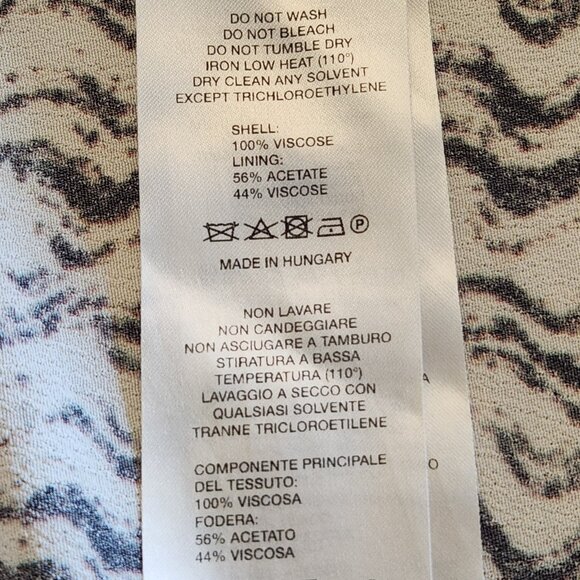 DO NOT WASH
DO NOT BLEACH
DO NOT TUMBLE DRY
IRON LOW HEAT (110°)
DRY CLEAN ANY SOLVENT
EXCEPT TRICHLOROETHYLENE
SHELL:
100% VISCOSE
LINING:
56% ACETATE
44% VISCOSE
P
MADE IN HUNGARY
NON LAVARE
NON CANDEGGIARE
NON ASCIUGARE A TAMBURO
STIRATURA A BASSA
TEMPERATURA (110°)
LAVAGGIO A SECCO CON
QUALSIASI SOLVENTE
TRANNE TRICLOROETILENE
COMPONENTE PRINCIPALE
DEL TESSUTO:
100% VISCOSA
FODERA:
56% ACETATO
44% VISCOSA
A
O